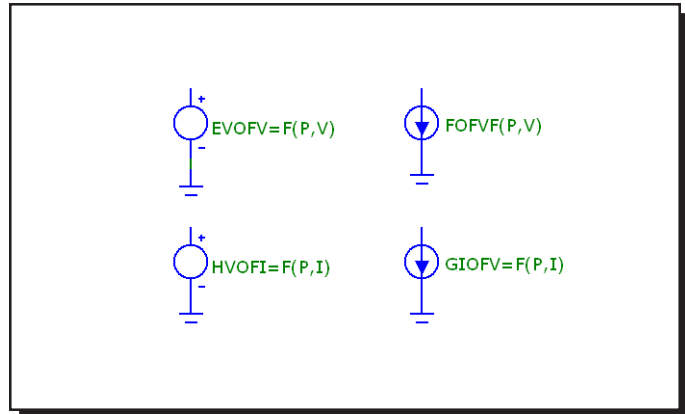 +
EVOFV=F(P,V)
-
FOFVF(P,V)
+
HVOFI=F(P,I)
-
GIOFV=F(P,I)